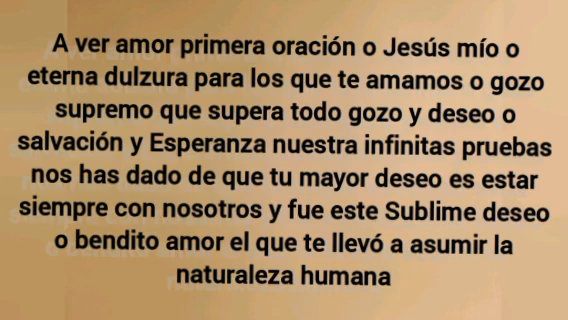 A ver amor primera oración o Jesús mío o
eterna dulzura para los que te amamos o gozo
supremo que supera todo gozo y deseo o
salvación y Esperanza nuestra infinitas pruebas
nos has dado de que tu mayor deseo es estar
siempre con nosotros y fue este Sublime deseo
o bendito amor el que te llevó a asumir la
naturaleza humana